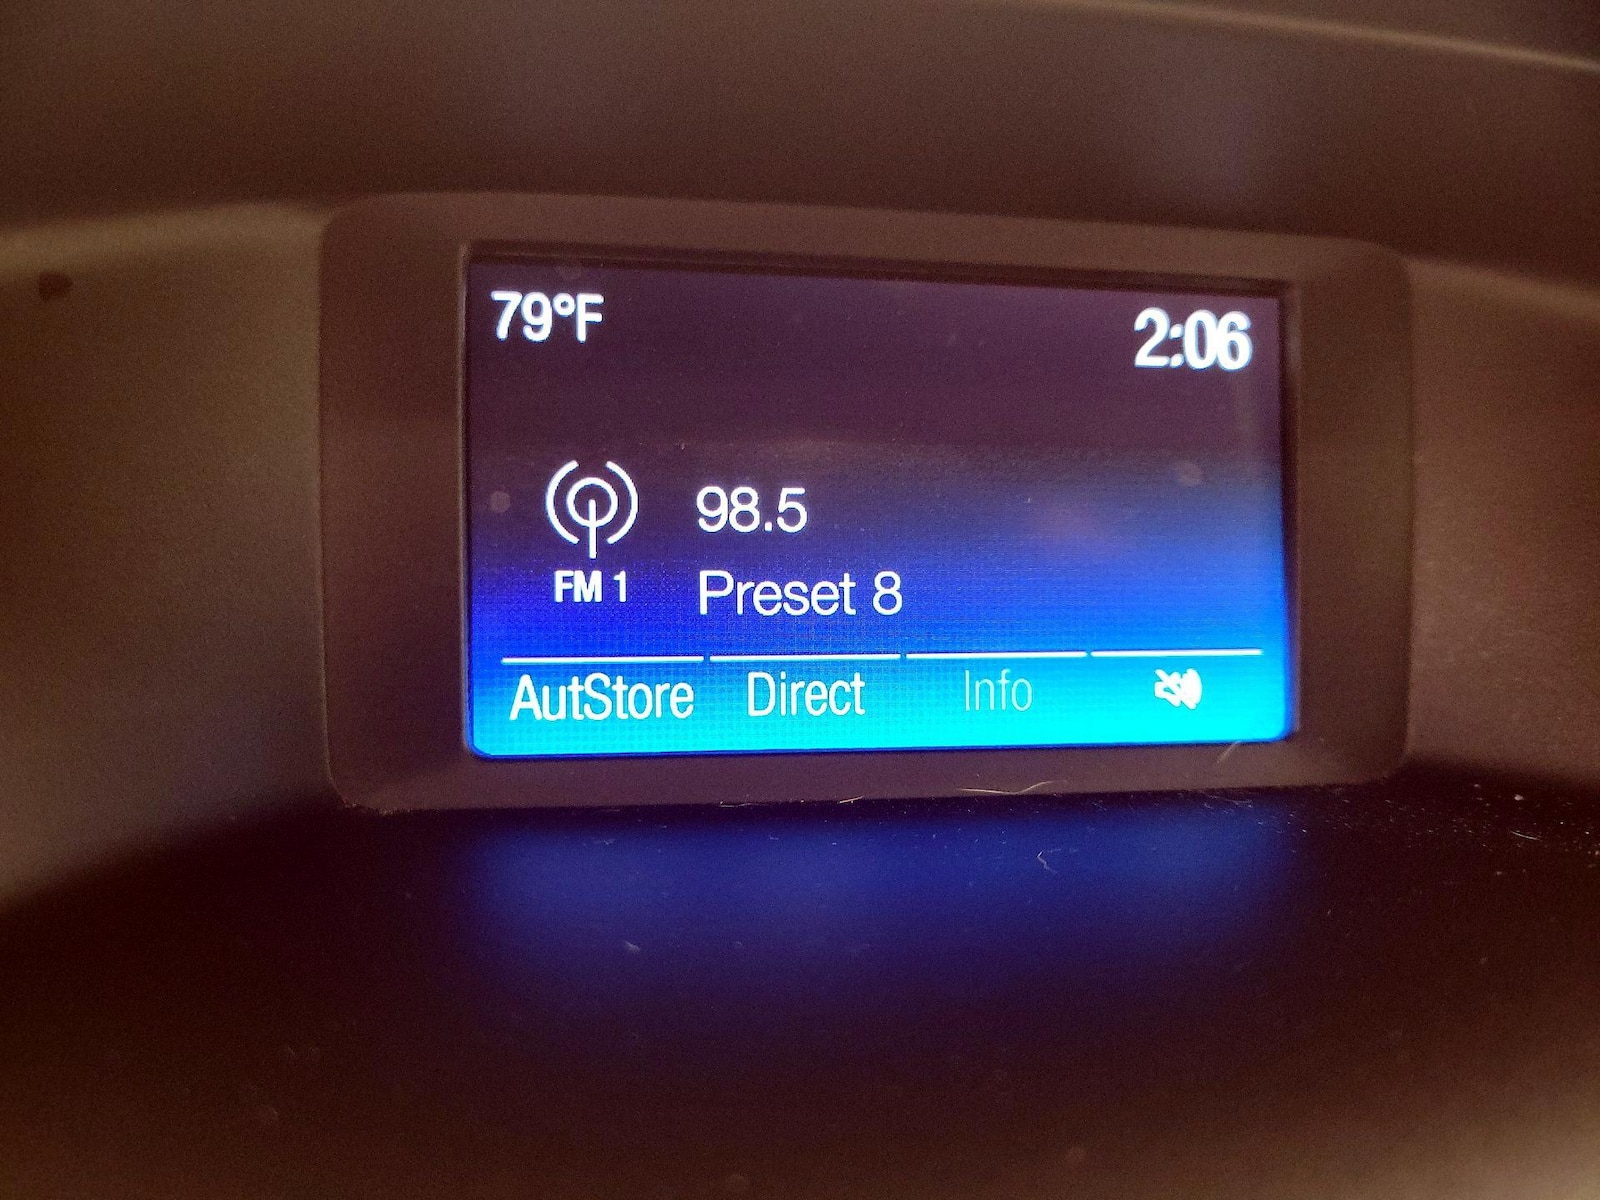 79°F
2:06
98.5
FM 1
Preset 8
AutStore
Direct
Info